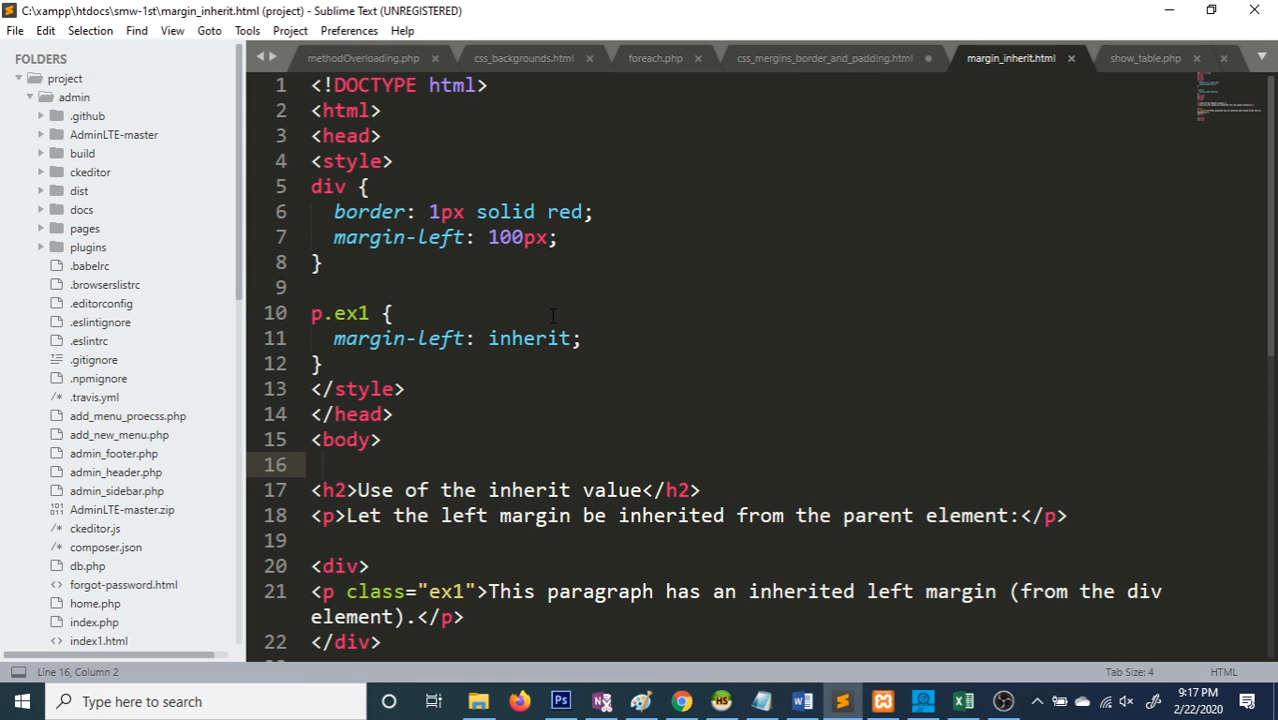 C:\xampp\htdocs\smw-1st\margin_inherit.html (project) - Sublime Text (UNREGISTERED)
File Edit Selection Find View Goto Tools Project Preferences Help
FOLDERS
project
admin
.github
AdminLTE-master
build
ckeditor
dist
docs
pages
plugins
.babelrc
.browserslistrc
.editorconfig
.eslintignore
.eslintrc
.gitignore
.npmignore
.travis.yml
add_menu_proecss.php
add_new_menu.php
admin_footer.php
admin_header.php
admin_sidebar.php
AdminLTE-master.zip
ckeditor.js
composer.json
db.php
forgot-password.html
home.php
index.php
index1.html
methodOverloading.php css_backgrounds.html foreach.php css_mergins_border_and_padding.html margin_inherit.html show_table.php
1 <!DOCTYPE html>
2 <html>
3 <head>
4 <style>
5 div {
6 border: 1px solid red;
7 margin-left: 100px;
8 }
9
10 p.ex1 {
11 margin-left: inherit;
12 }
13 </style>
14 </head>
15 <body>
16
17 <h2>Use of the inherit value</h2>
18 <p>Let the left margin be inherited from the parent element:</p>
19
20 <div>
21 <p class="ex1">This paragraph has an inherited left margin (from the div
element).</p>
22 </div>
Line 16, Column 2 Tab Size: 4 HTML
Type here to search
9:17 PM
2/22/2020